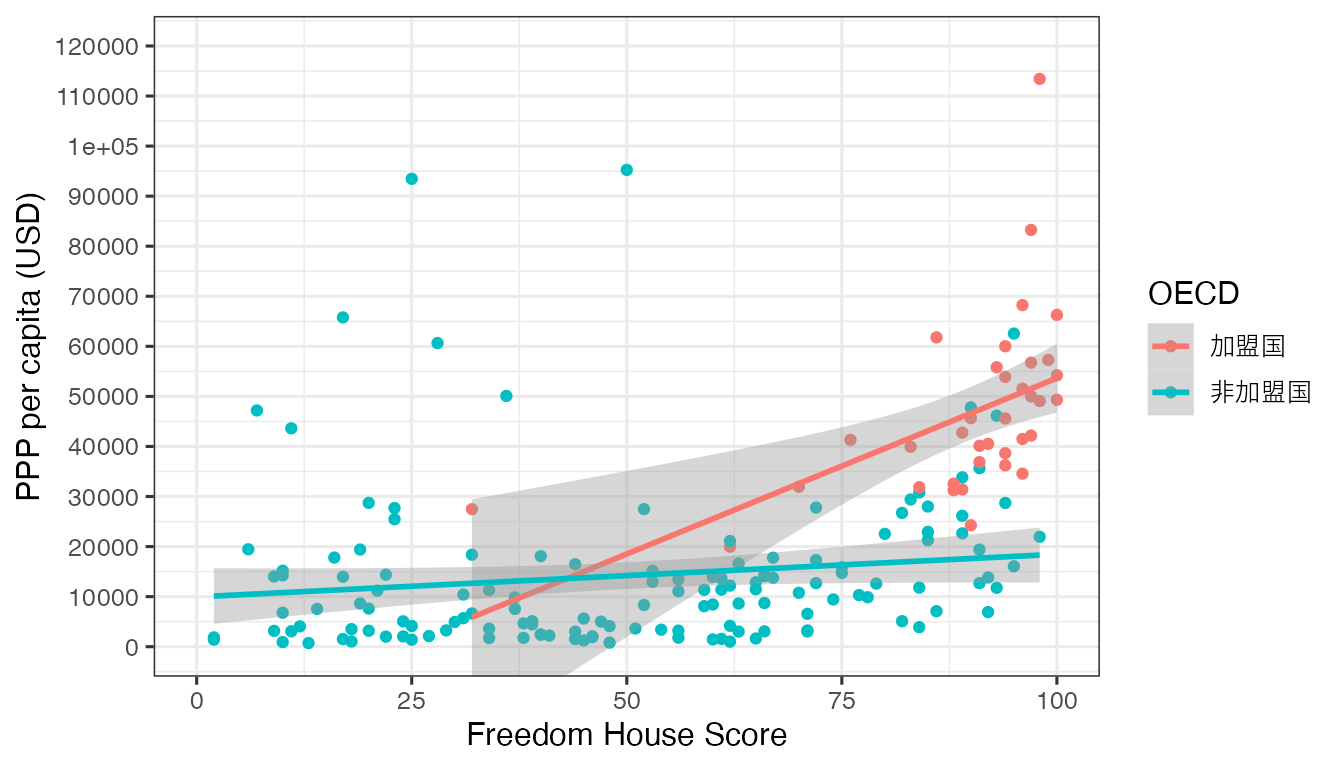 120000
110000
1e+05
90000
80000
70000
60000
50000
40000
30000
20000
10000
0
PPP per capita (USD)
0 25 50 75 100
Freedom House Score
OECD
加盟国
非加盟国